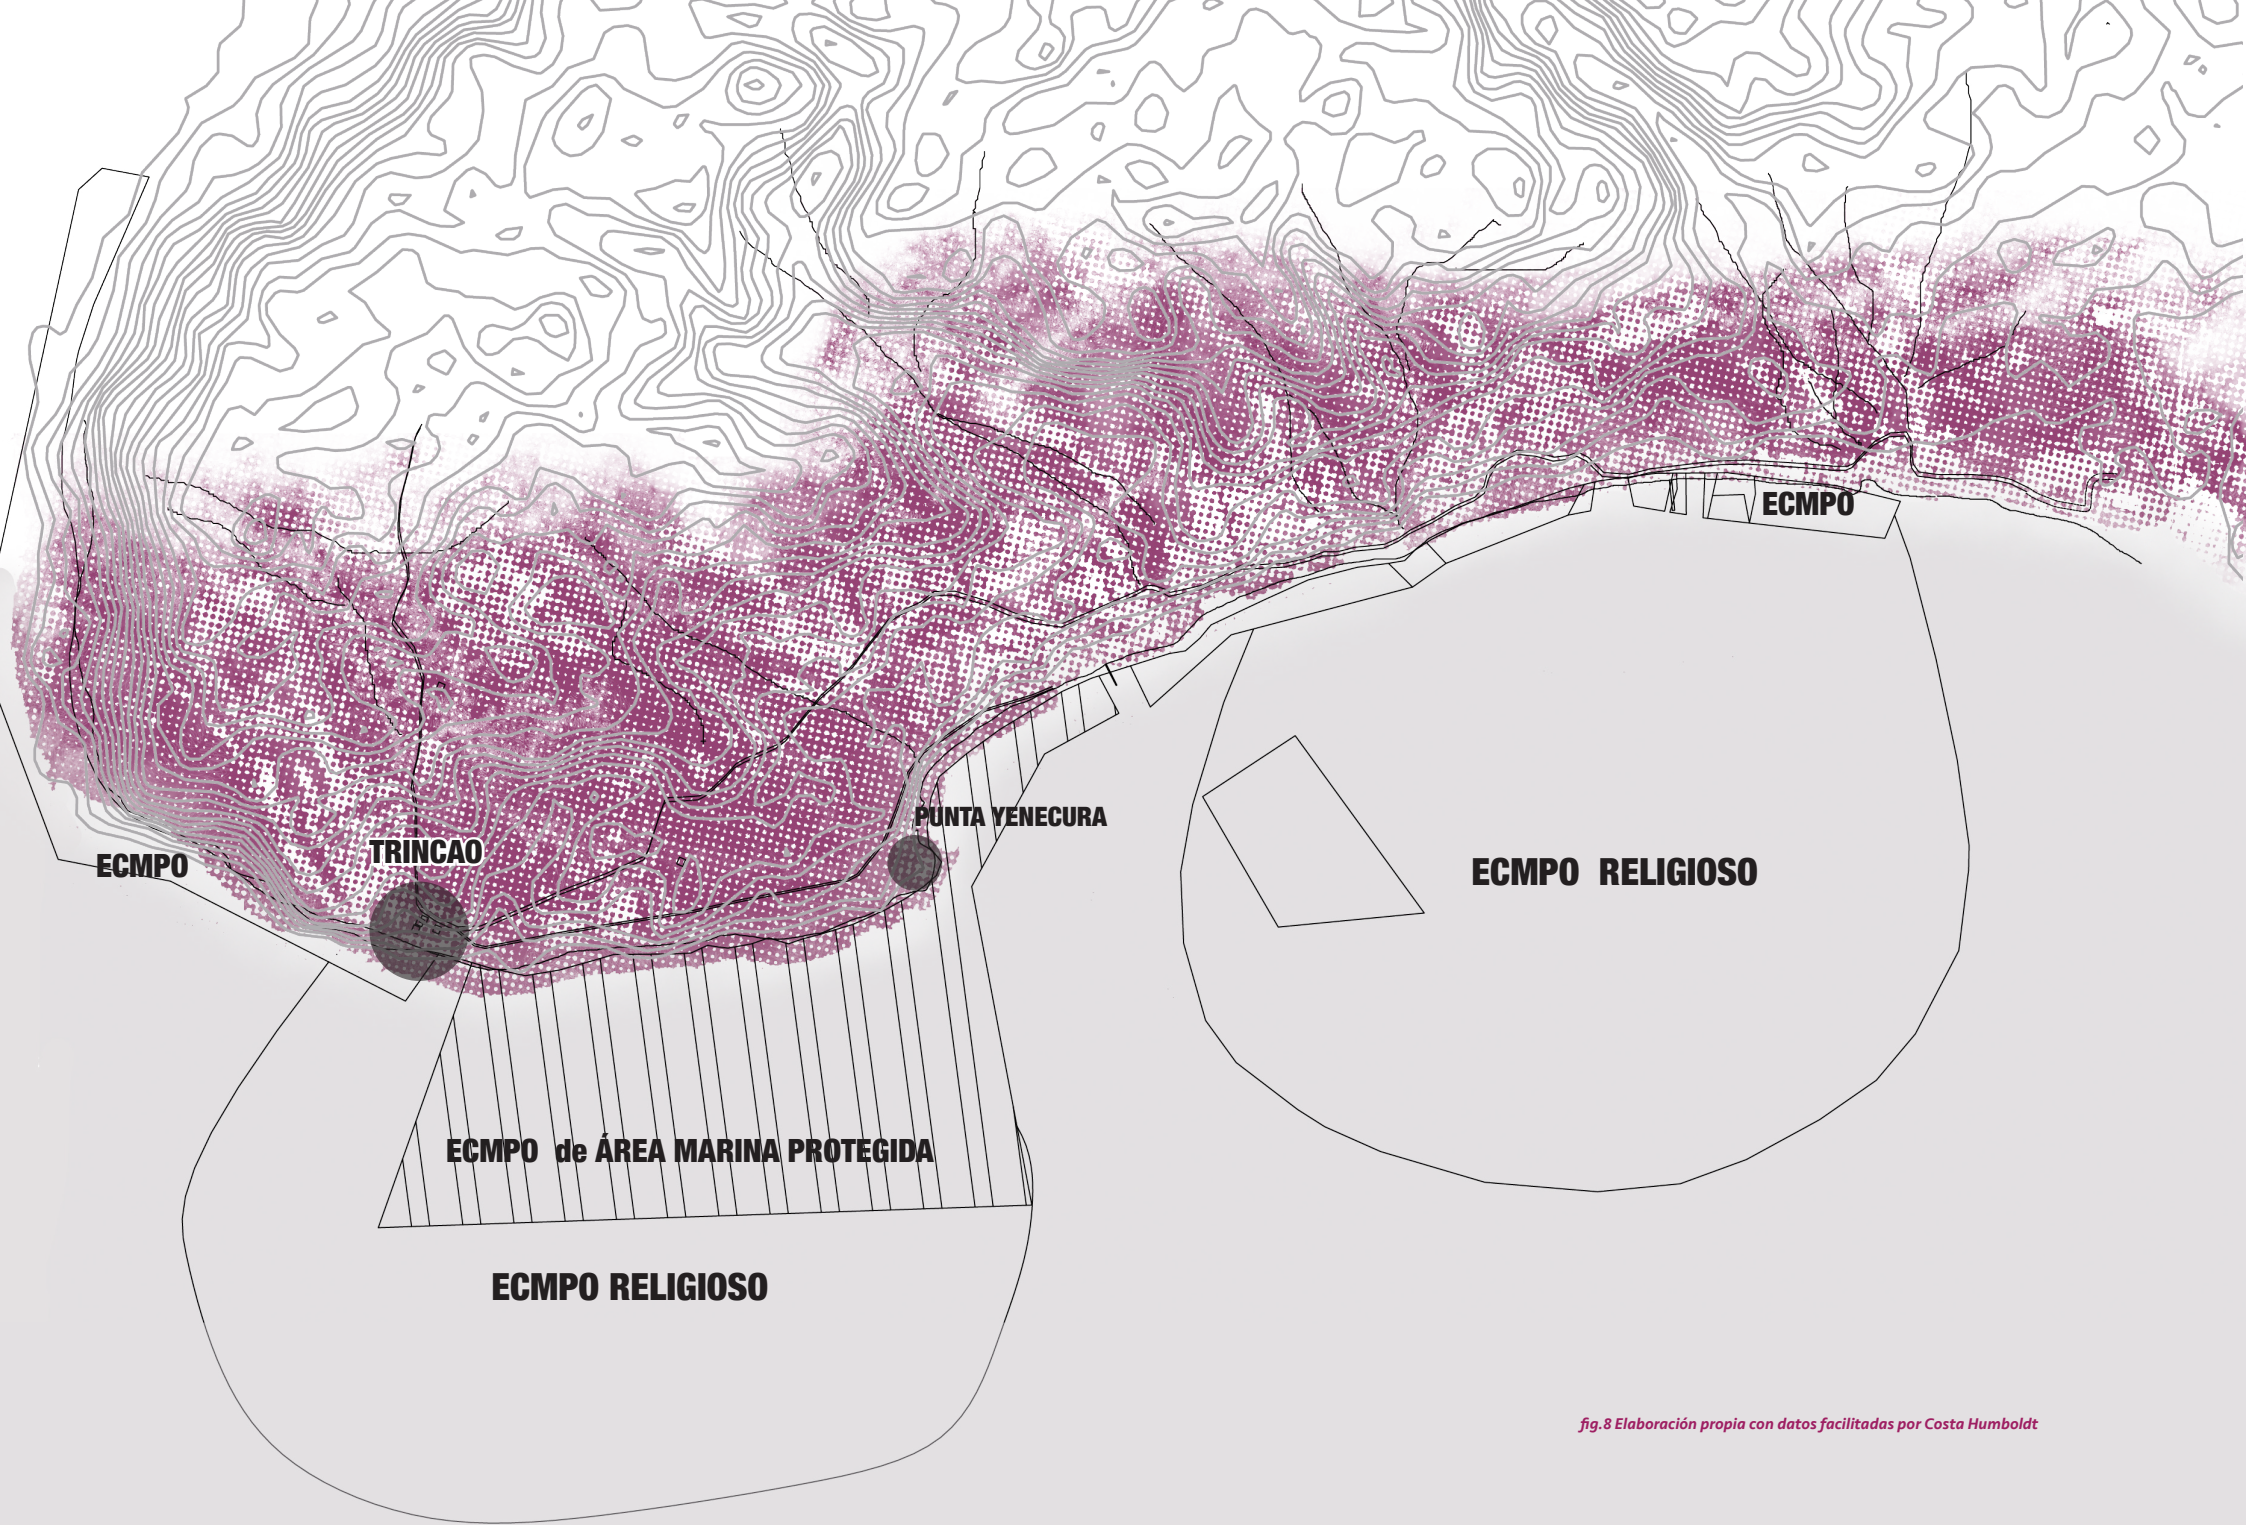 ECMPO
PUNTA YENECURA
TRINCAO
ECMPO
ECMPO  RELIGIOSO
ECMPO  de ÁREA MARINA PROTEGIDA
ECMPO RELIGIOSO
fig.8 Elaboración propia con datos facilitadas por Costa Humboldt